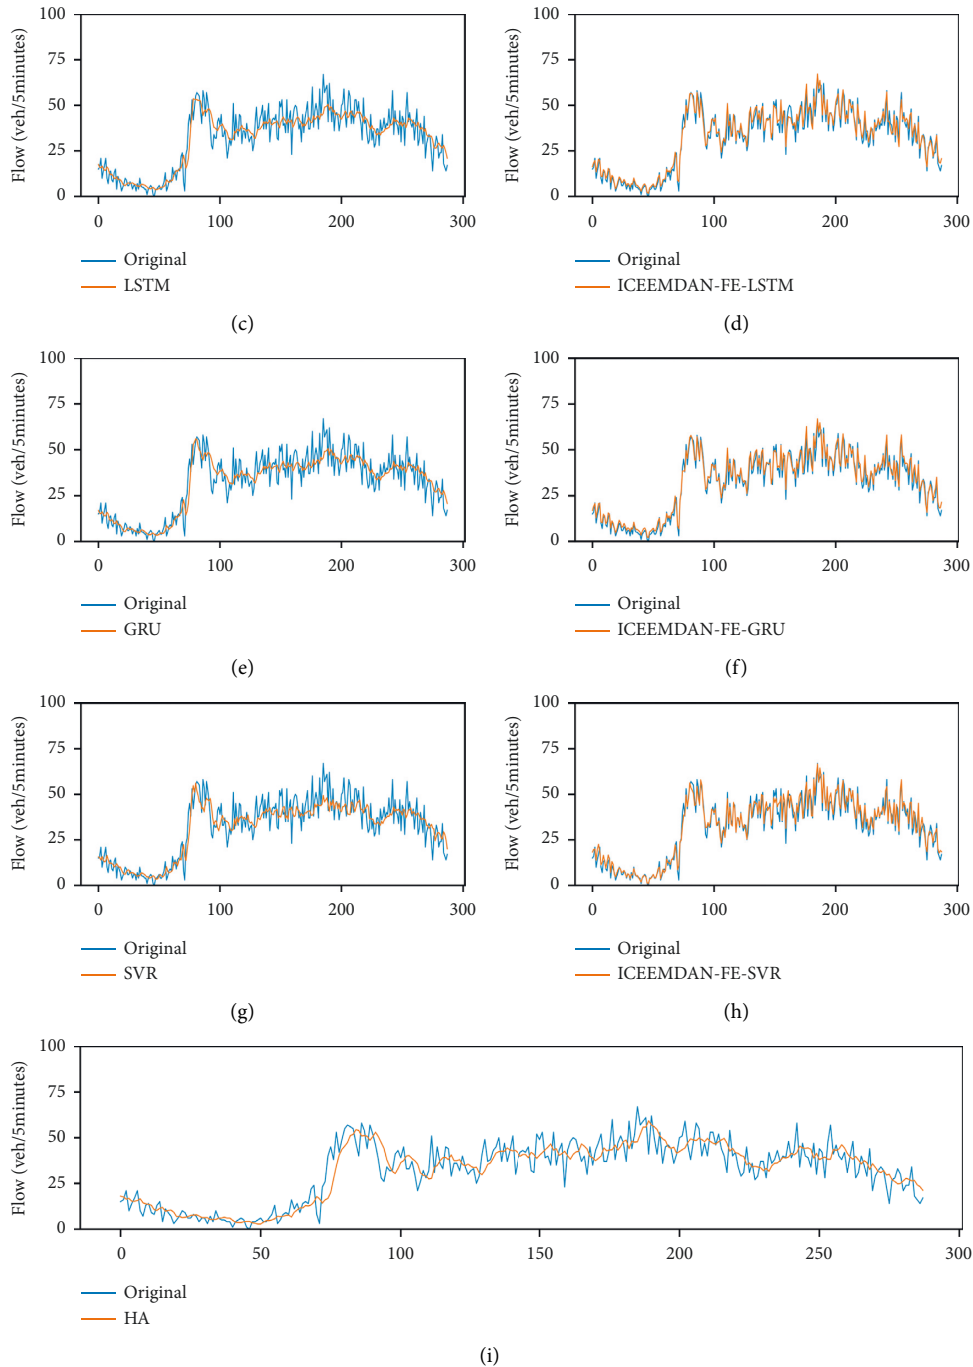 Flow (veh/5minutes)
100
75
50
25
0
0 100 200 300
Original
LSTM
(c)
Flow (veh/5minutes)
100
75
50
25
0
0 100 200 300
Original
ICEEMDAN-FE-LSTM
(d)
Flow (veh/5minutes)
100
75
50
25
0
0 100 200 300
Original
GRU
(e)
Flow (veh/5minutes)
100
75
50
25
0
0 100 200 300
Original
ICEEMDAN-FE-GRU
(f)
Flow (veh/5minutes)
100
75
50
25
0
0 100 200 300
Original
SVR
(g)
Flow (veh/5minutes)
100
75
50
25
0
0 100 200 300
Original
ICEEMDAN-FE-SVR
(h)
Flow (veh/5minutes)
100
75
50
25
0
0 50 100 150 200 250 300
Original
HA
(i)